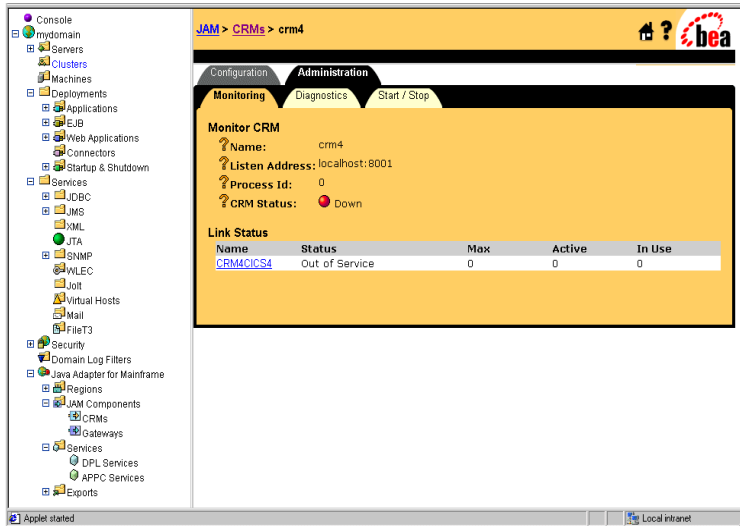 Console
mydomain
Servers
Clusters
Machines
Deployments
Applications
EJB
Web Applications
Connectors
Startup & Shutdown
Services
JDBC
JMS
XML
JTA
SNMP
WLEC
Jolt
Virtual Hosts
Mail
FileT3
Security
Domain Log Filters
Java Adapter for Mainframe
Regions
JAM Components
CRMs
Gateways
Services
DPL Services
APPC Services
Exports
JAM > CRMs > crm4
? bea
Configuration Administration
Monitoring Diagnostics Start / Stop
Monitor CRM
? Name: crm4
? Listen Address: localhost:8001
? Process Id: 0
? CRM Status: Down
Link Status
Name Status Max Active In Use
CRM4CICS4 Out of Service 0 0 0
Applet started Local intranet